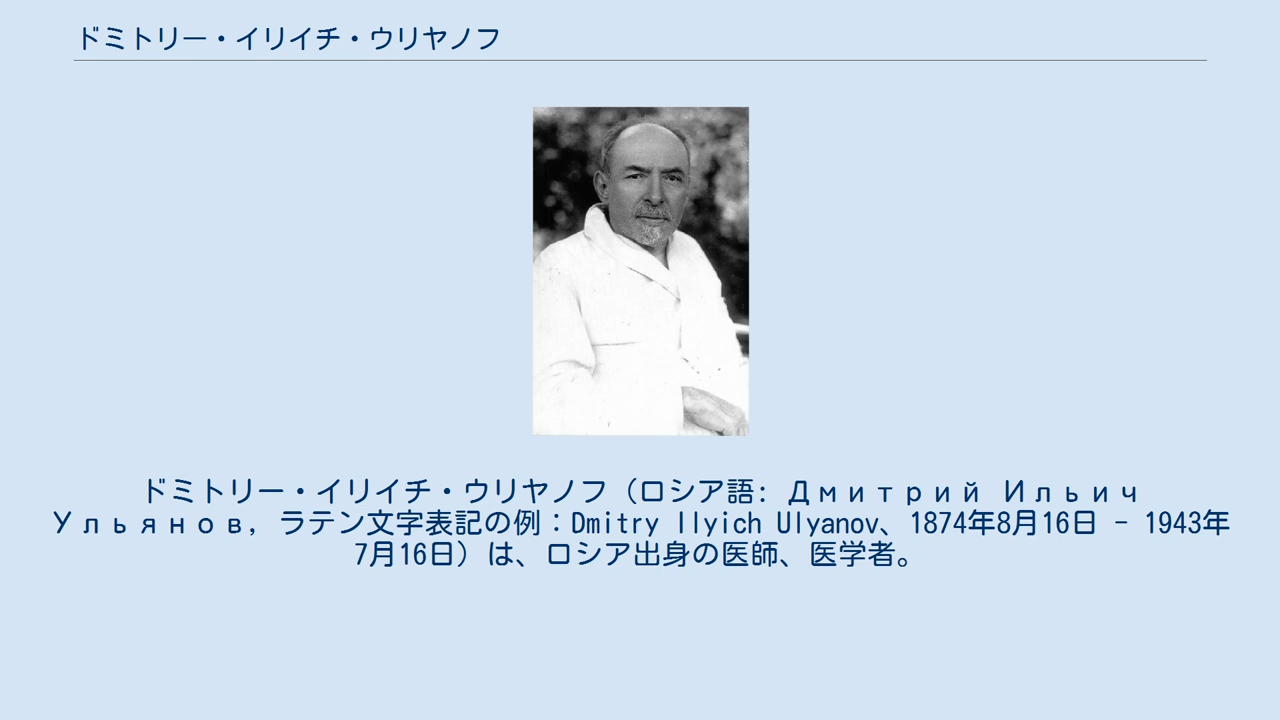 ドミトリー・イリイチ・ウリヤノフ
ドミトリー・イリイチ・ウリヤノフ（ロシア語: Дмитрий Ильич
Ульянов, ラテン文字表記の例：Dmitry Ilyich Ulyanov、1874年8月16日 - 1943年
7月16日）は、ロシア出身の医師、医学者。